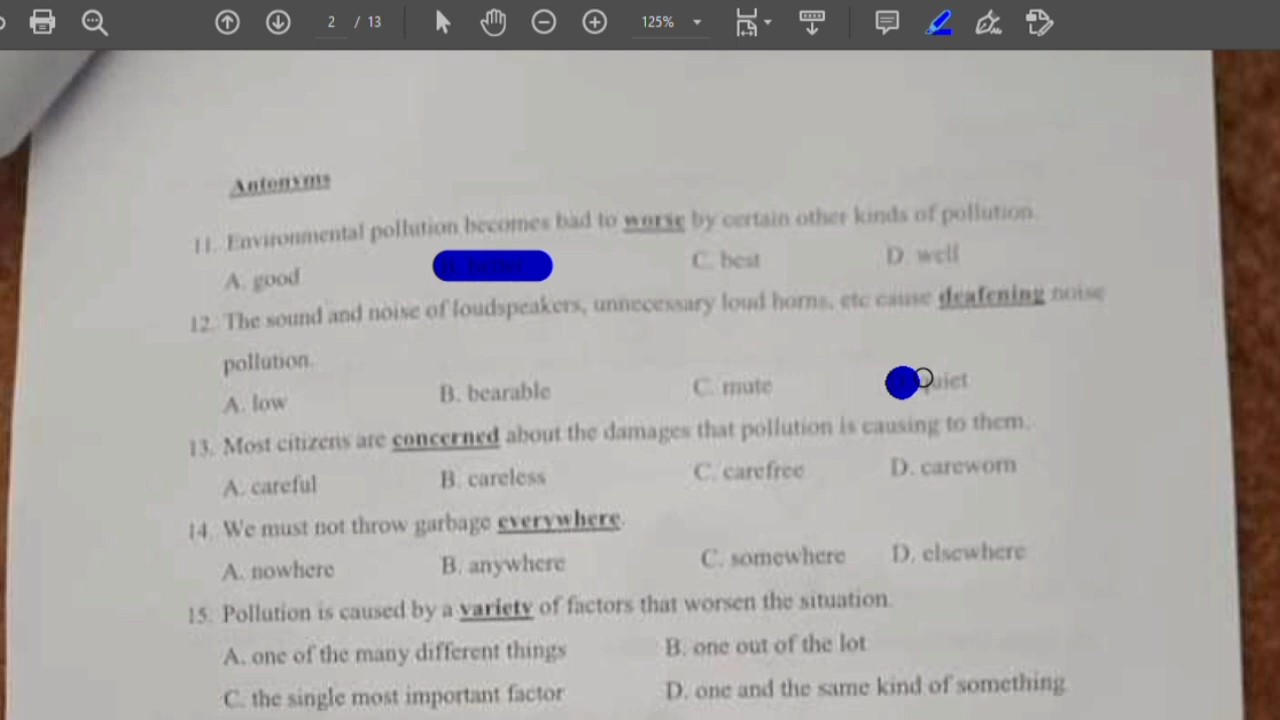 2 / 13 125%
Antonyms
11. Environmental pollution becomes bad to worse by certain other kinds of pollution.
A. good B. better C. best D. well
12. The sound and noise of loudspeakers, unnecessary loud horns, etc cause deafening noise
pollution.
A. low B. bearable C. mute quiet
13. Most citizens are concerned about the damages that pollution is causing to them.
A. careful B. careless C. carefree D. careworn
14. We must not throw garbage everywhere.
A. nowhere B. anywhere C. somewhere D. elsewhere
15. Pollution is caused by a variety of factors that worsen the situation.
A. one of the many different things B. one out of the lot
C. the single most important factor D. one and the same kind of something